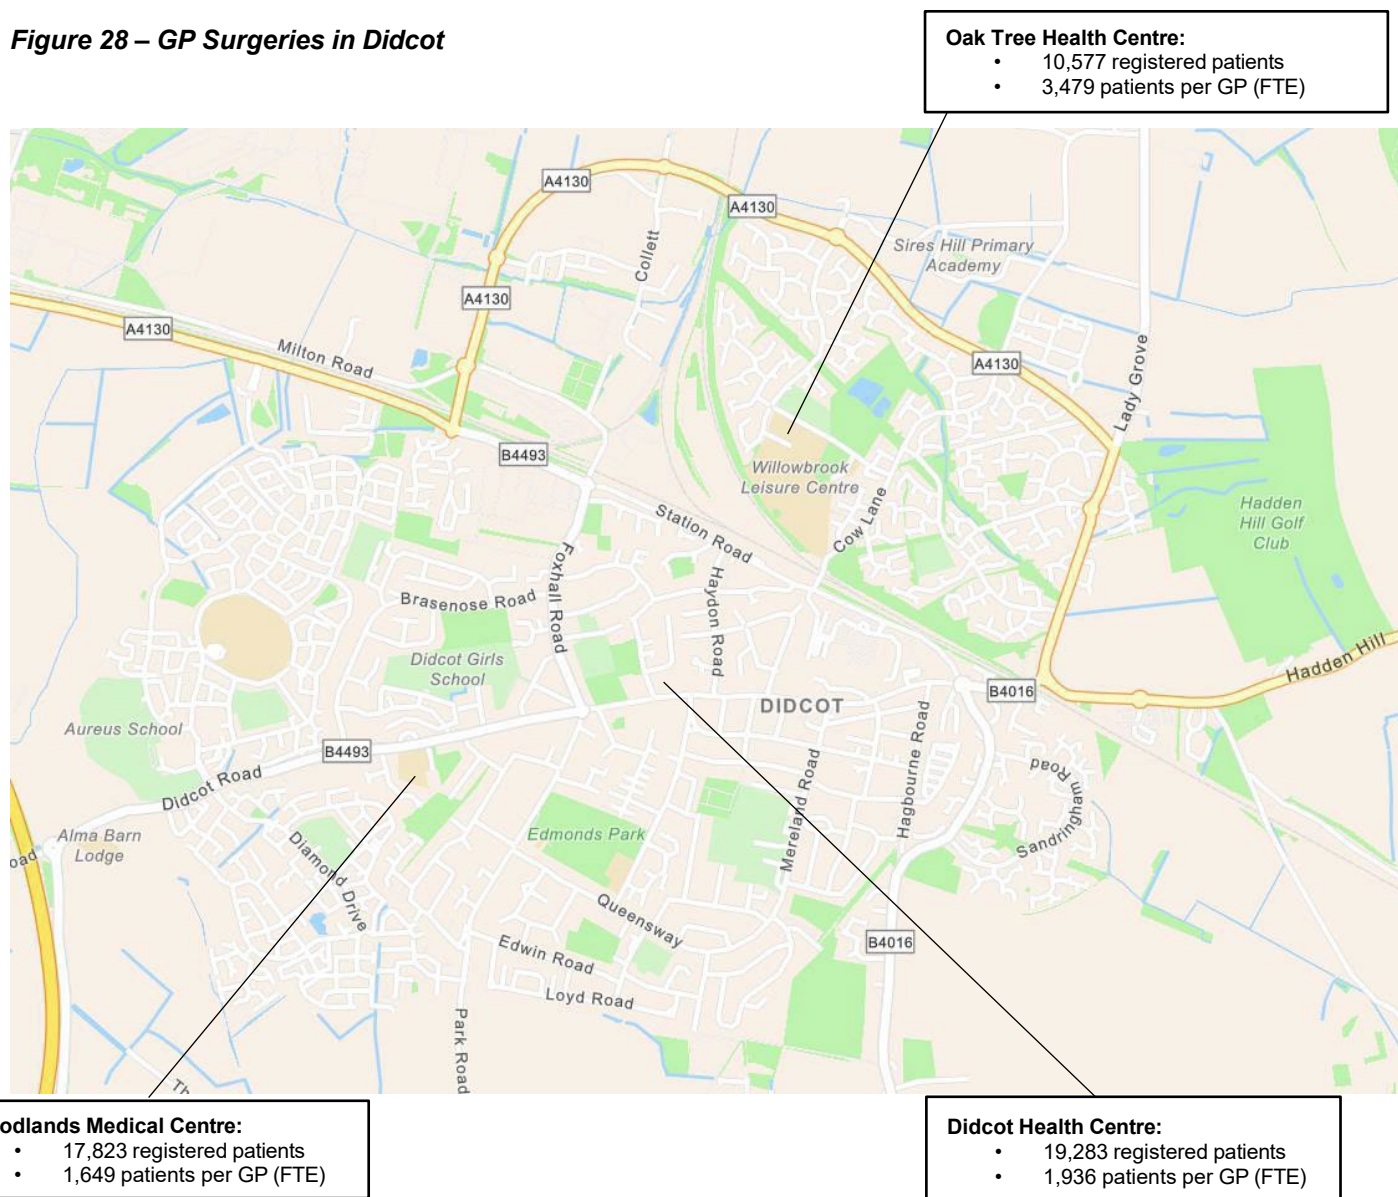 Figure 28 – GP Surgeries in Didcot
Oak Tree Health Centre:
• 10,577 registered patients
• 3,479 patients per GP (FTE)
A4130
A4130
Collett
Sires Hill Primary
Academy
A4130
A4130
Milton Road
A4130
Lady Grove
B4493
Willowbrook
Leisure Centre
Cow Lane
Station Road
Hadden
Hill Golf
Club
Foxhall Road
Haydon Road
Brasenose Road
Didcot Girls
School
Hadden Hill
B4016
DIDCOT
Aureus School
B4493
Didcot Road
Hagbourne Road
Mereland Road
Sandringham Road
Edmonds Park
Alma Barn
Lodge
oad
Diamond Drive
Queensway
Edwin Road
B4016
Loyd Road
Park Road
Th
odlands Medical Centre:
• 17,823 registered patients
• 1,649 patients per GP (FTE)
Didcot Health Centre:
• 19,283 registered patients
• 1,936 patients per GP (FTE)